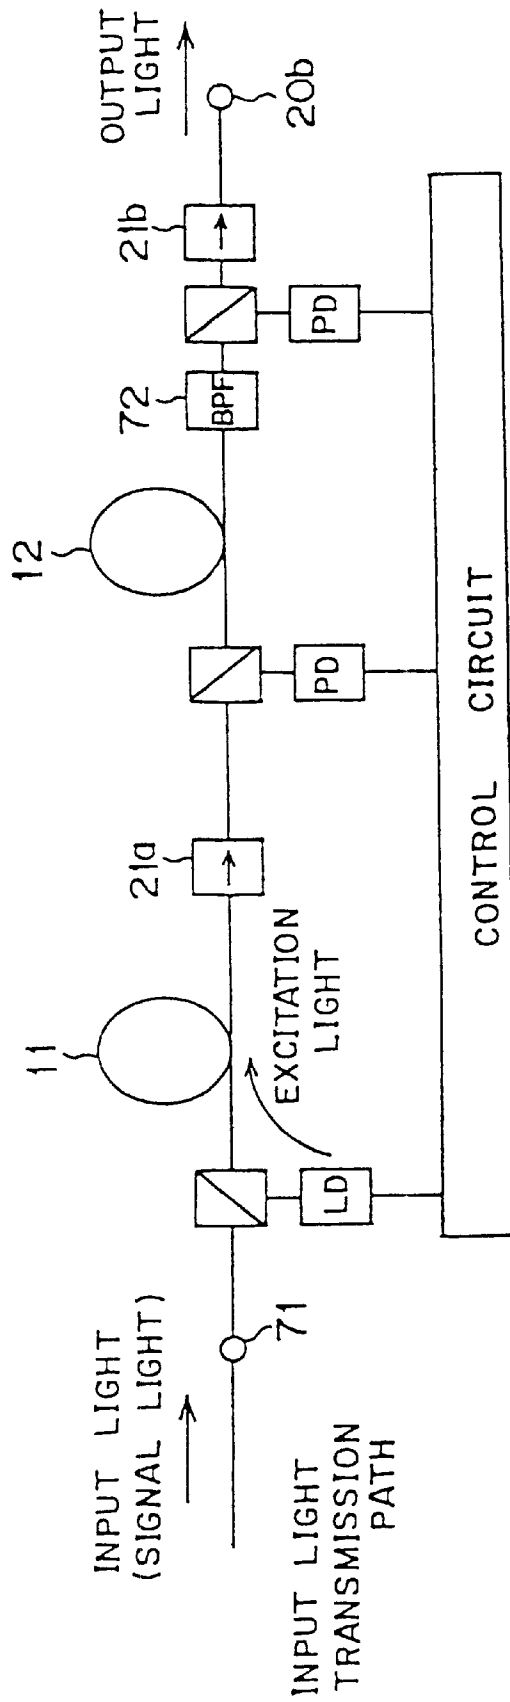 INPUT LIGHT
(SIGNAL LIGHT)
INPUT LIGHT
TRANSMISSION
PATH
71
11
EXCITATION
LIGHT
LD
21a
PD
12
72
BPF
PD
21b
OUTPUT
LIGHT
20b
CONTROL CIRCUIT